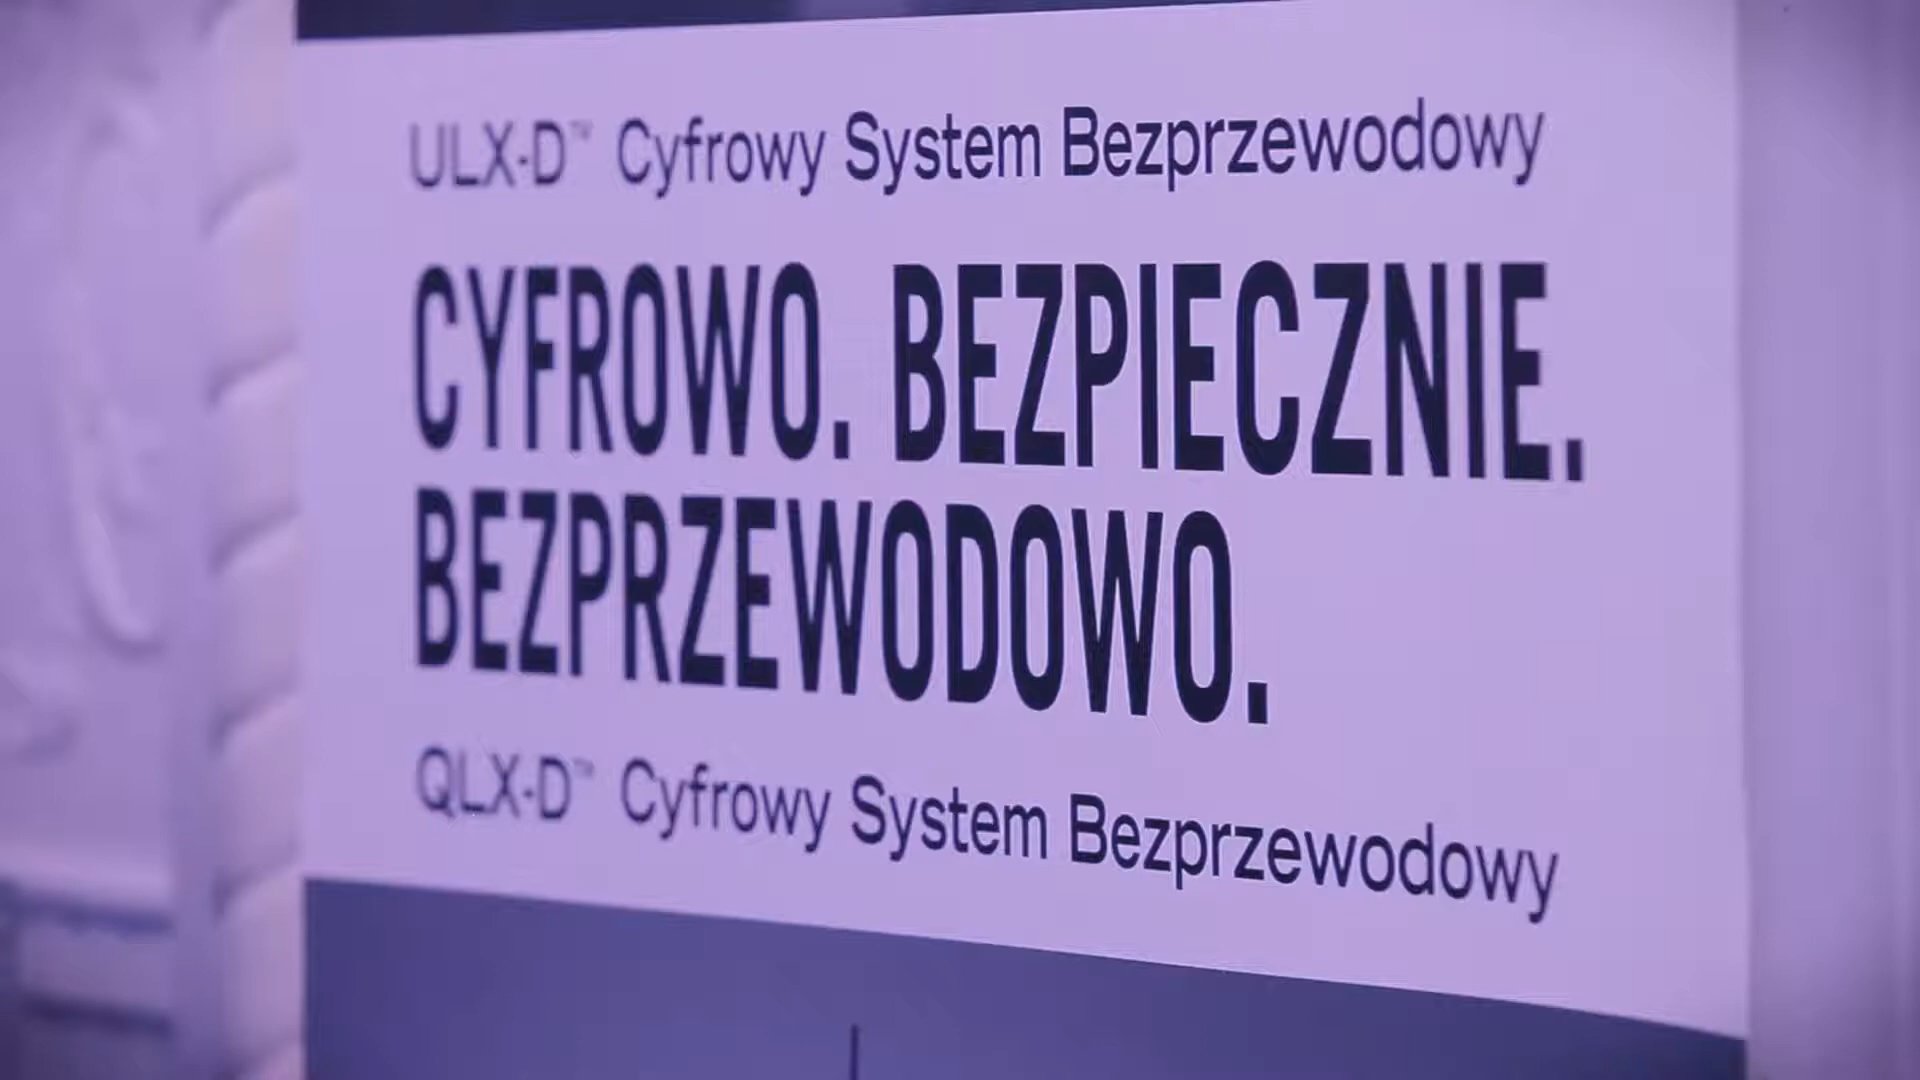 ULX-D™ Cyfrowy System Bezprzewodowy
CYFROWO. BEZPIECZNIE.
BEZPRZEWODOWO.
QLX-D™ Cyfrowy System Bezprzewodowy